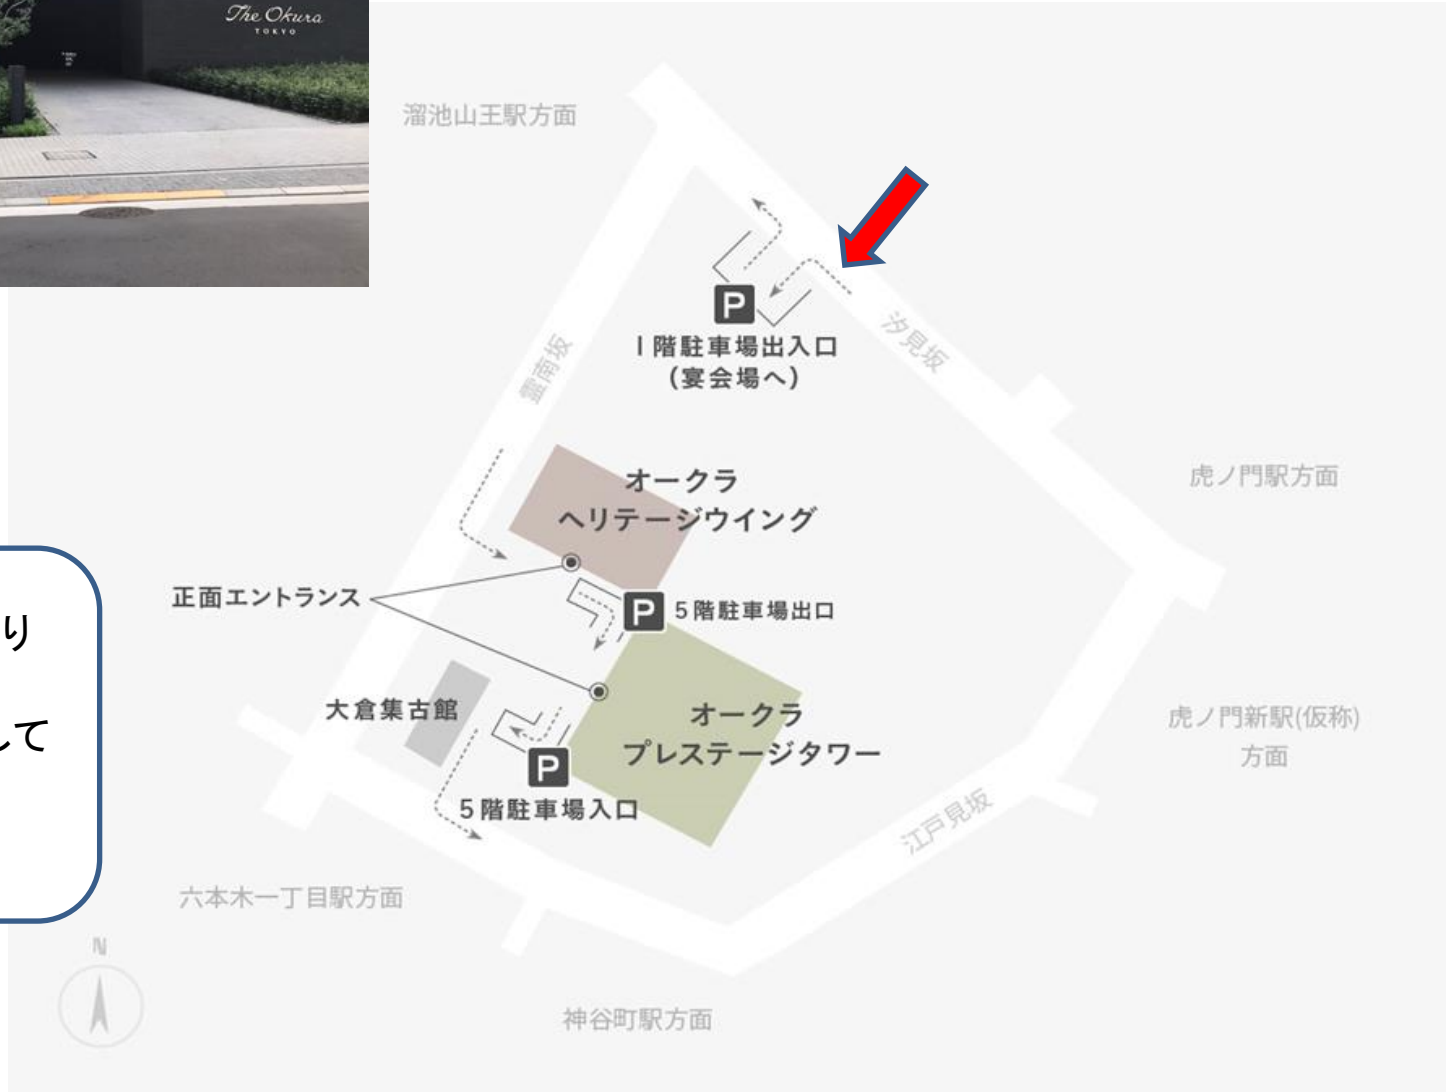 The Okura
TOKYO
溜池山王駅方面
P
1階駐車場出入口
(宴会場へ)
汐見坂
霊南坂
オークラ
ヘリテージウイング
虎ノ門駅方面
正面エントランス
P
5階駐車場出口
り
して
大倉集古館
オークラ
プレステージタワー
虎ノ門新駅(仮称)
方面
P
5階駐車場入口
江戸見坂
六本木一丁目駅方面
N
神谷町駅方面